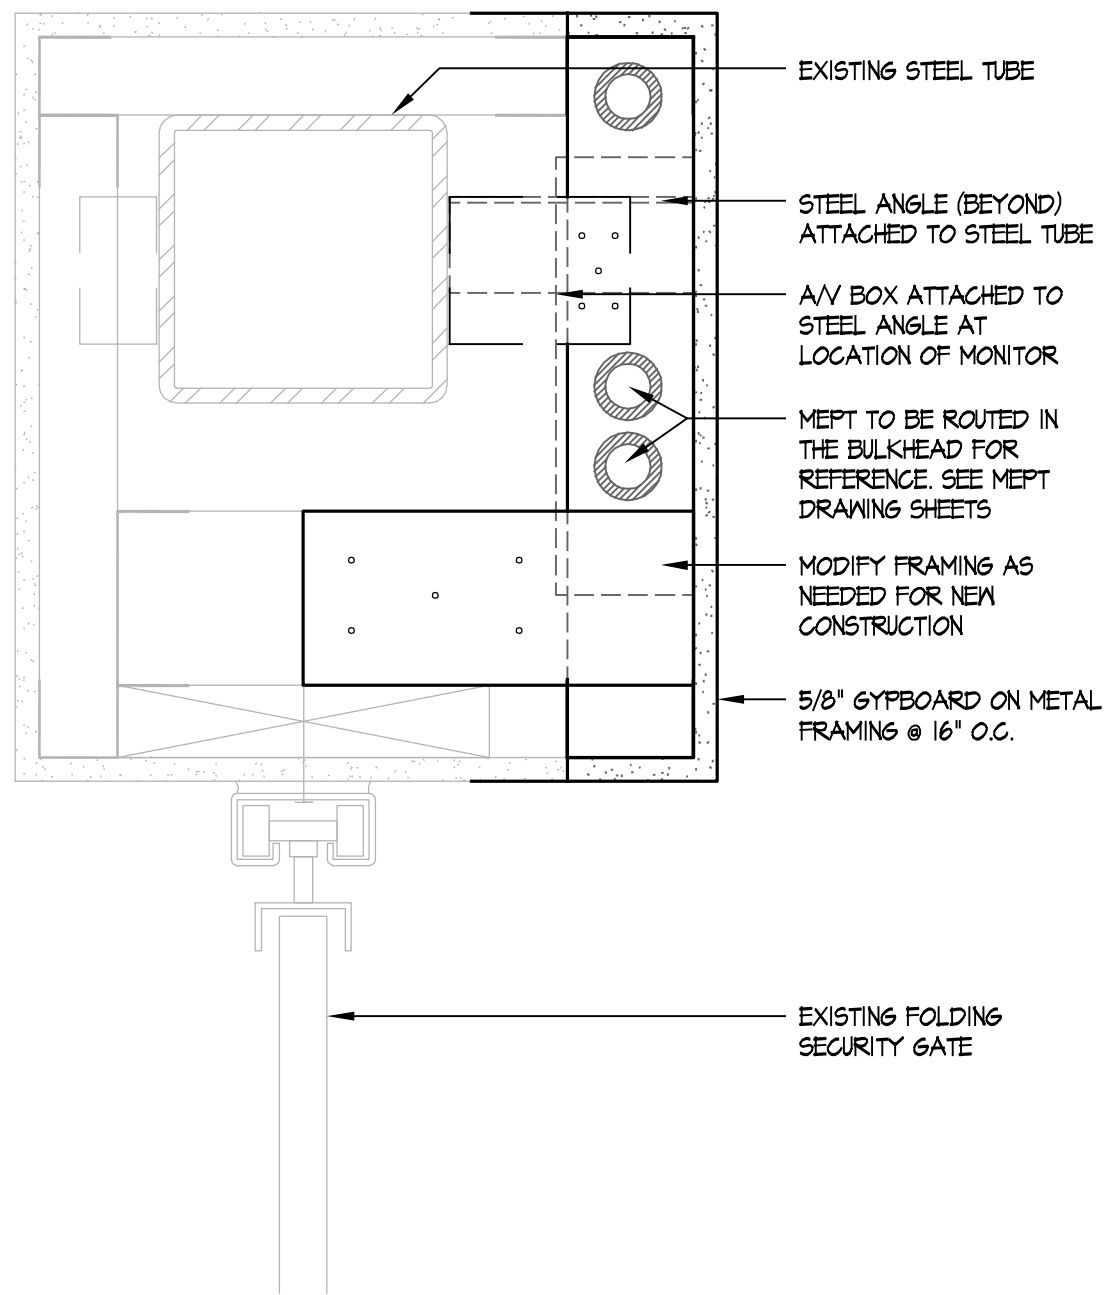 EXISTING STEEL TUBE
STEEL ANGLE (BEYOND)
ATTACHED TO STEEL TUBE
A/V BOX ATTACHED TO
STEEL ANGLE AT
LOCATION OF MONITOR
MEPT TO BE ROUTED IN
THE BULKHEAD FOR
REFERENCE. SEE MEPT
DRAWING SHEETS
MODIFY FRAMING AS
NEEDED FOR NEW
CONSTRUCTION
5/8" GYPBOARD ON METAL
FRAMING @ 16" O.C.
EXISTING FOLDING
SECURITY GATE